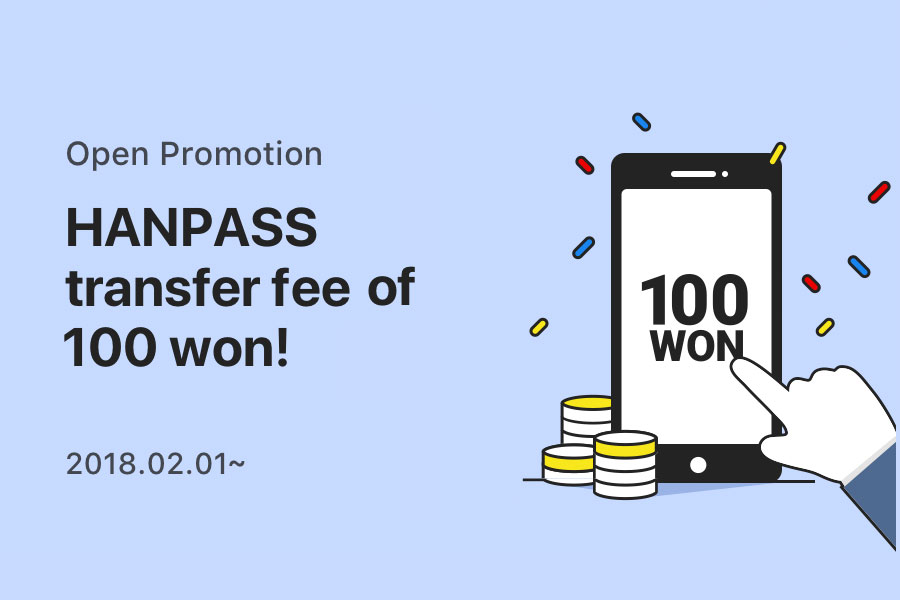 Open Promotion
HANPASS
transfer fee of
100 won!
2018.02.01~
100
WON